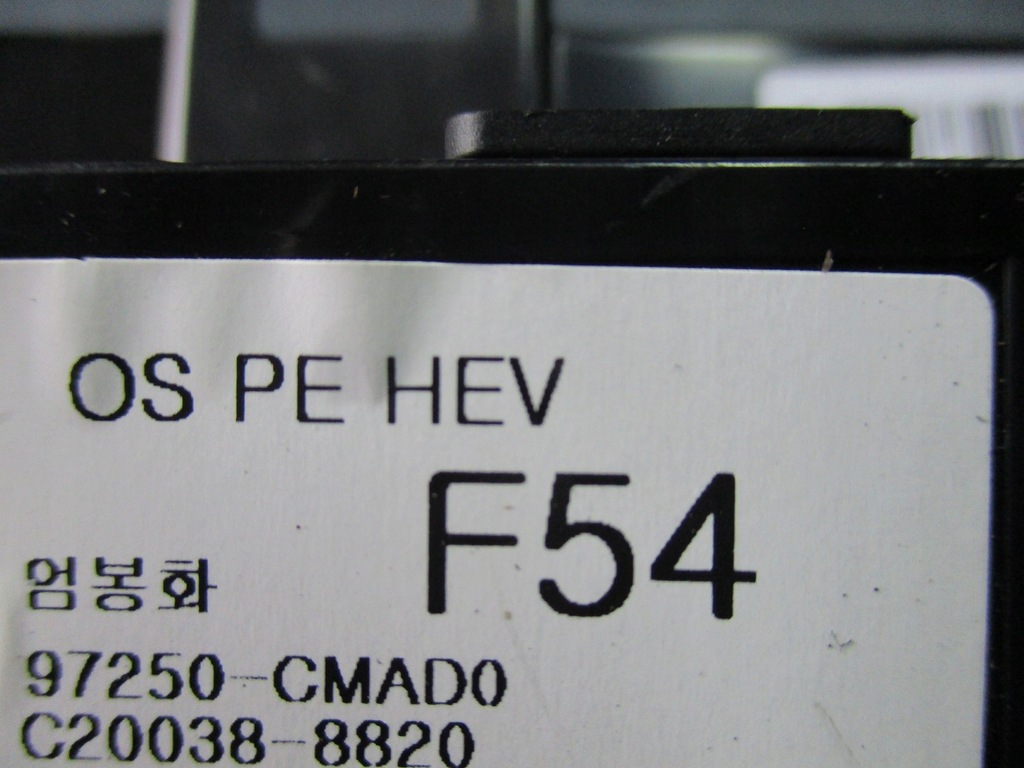 OS PE HEV
F54
엄봉화
97250-CMAD0
C20038-8820